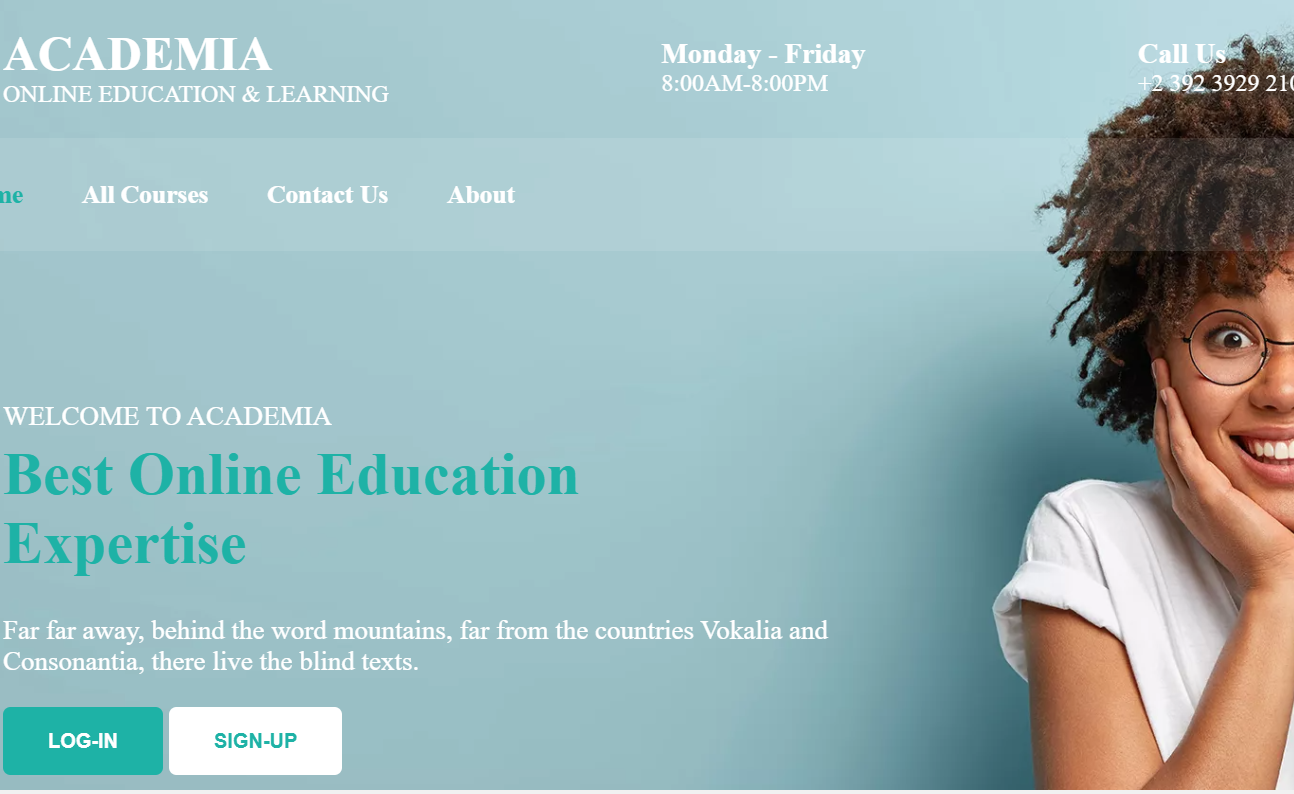 ACADEMIA
ONLINE EDUCATION & LEARNING
Monday - Friday
8:00AM-8:00PM
Call Us
+2 392 3929 210
me All Courses Contact Us About
WELCOME TO ACADEMIA
Best Online Education
Expertise
Far far away, behind the word mountains, far from the countries Vokalia and
Consonantia, there live the blind texts.
LOG-IN SIGN-UP